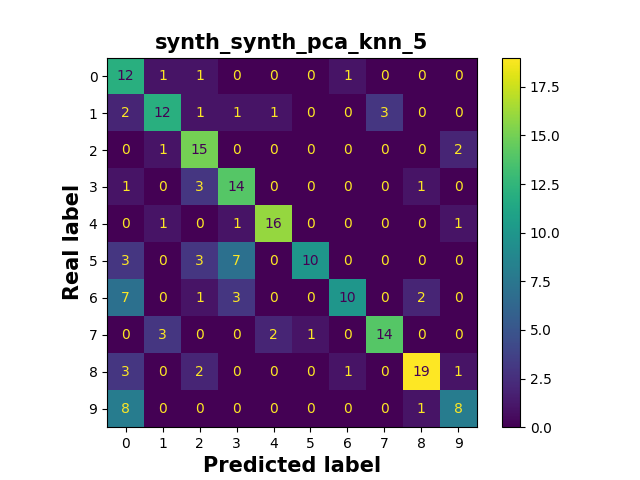 synth_synth_pca_knn_5
0 12 1 1 0 0 0 1 0 0 0
1 2 12 1 1 1 0 0 3 0 0
2 0 1 15 0 0 0 0 0 0 2
3 1 0 3 14 0 0 0 0 1 0
4 0 1 0 1 16 0 0 0 0 1
5 3 0 3 7 0 10 0 0 0 0
6 7 0 1 3 0 0 10 0 2 0
7 0 3 0 0 2 1 0 14 0 0
8 3 0 2 0 0 0 1 0 19 1
9 8 0 0 0 0 0 0 0 1 8
0 1 2 3 4 5 6 7 8 9
Predicted label
Real label
17.5
15.0
12.5
10.0
7.5
5.0
2.5
0.0